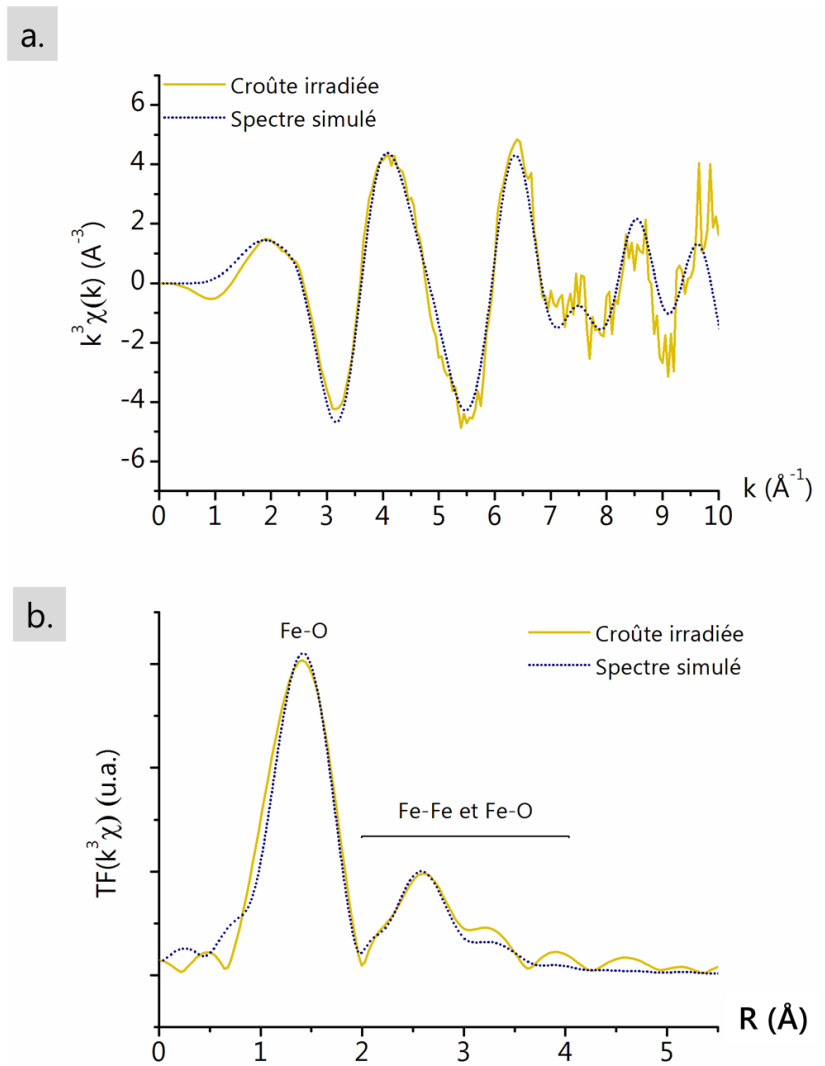 a.
Croûte irradiée
Spectre simulé
6
4
2
0
-2
-4
-6
k³χ(k) (A⁻³)
0 1 2 3 4 5 6 7 8 9 10
k (Å⁻¹)
b.
Fe-O
Croûte irradiée
Spectre simulé
Fe-Fe et Fe-O
TF(k³χ) (u.a.)
0 1 2 3 4 5
R (Å)